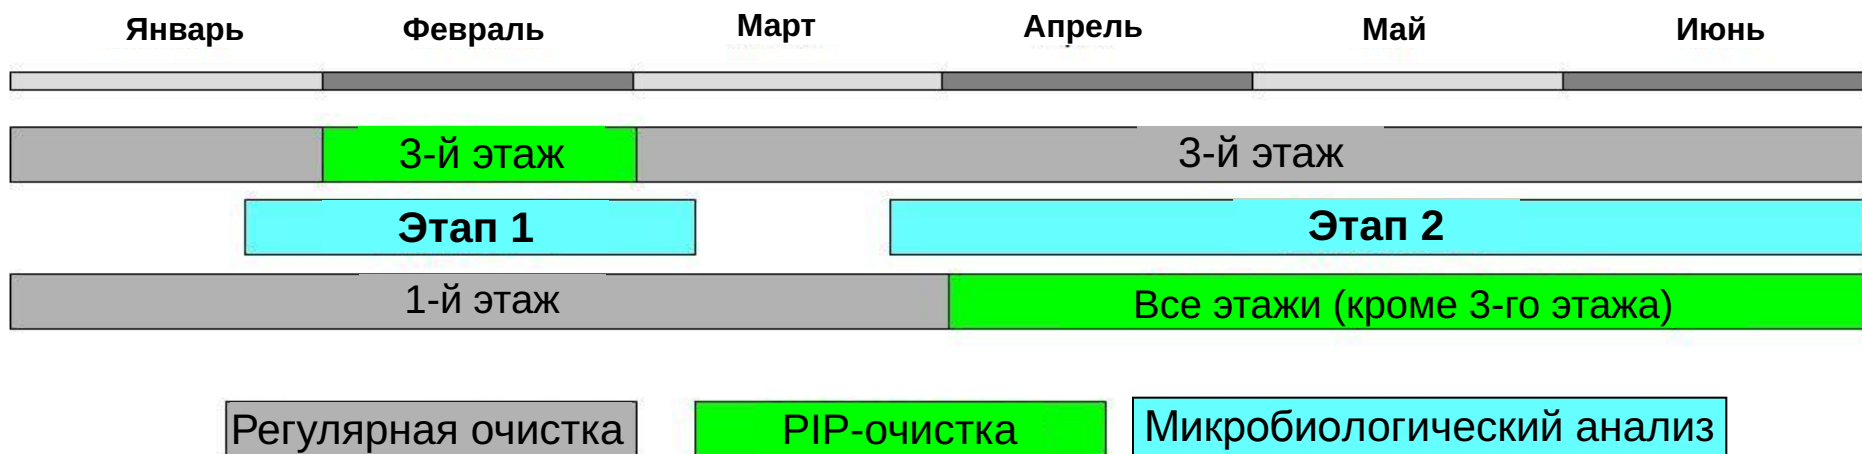 Январь Февраль Март Апрель Май Июнь
3-й этаж 3-й этаж
Этап 1 Этап 2
1-й этаж Все этажи (кроме 3-го этажа)
Регулярная очистка PIP-очистка Микробиологический анализ